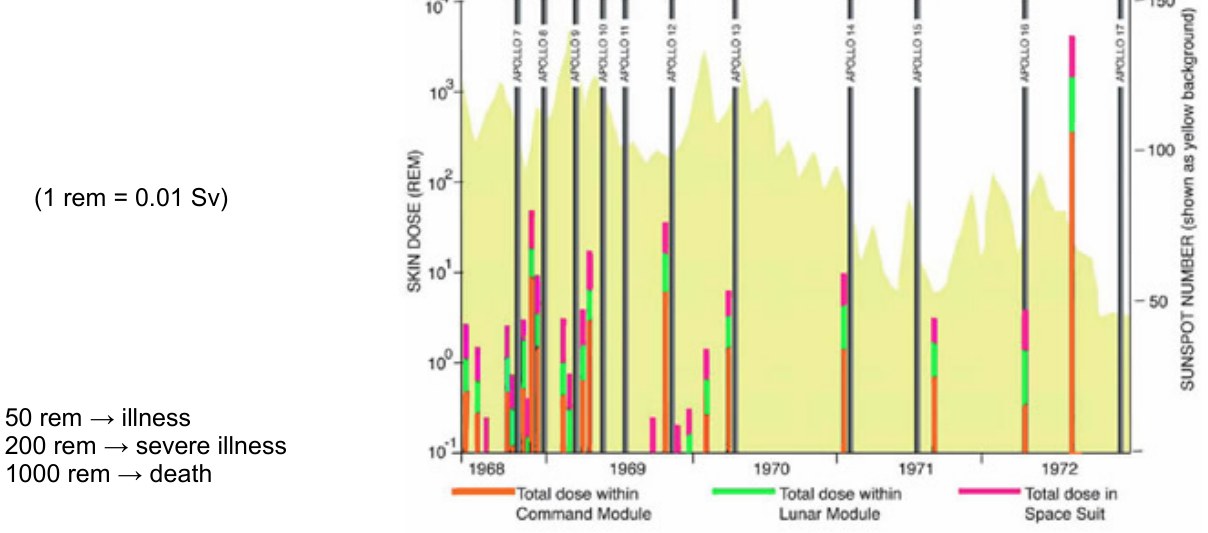 (1 rem = 0.01 Sv)
50 rem → illness
200 rem → severe illness
1000 rem → death
SKIN DOSE (REM)
10⁴
10³
10²
10¹
10⁰
10⁻¹
APOLLO 7
APOLLO 8
APOLLO 9
APOLLO 10
APOLLO 11
APOLLO 12
APOLLO 13
APOLLO 14
APOLLO 15
APOLLO 16
APOLLO 17
150
100
50
SUNSPOT NUMBER (shown as yellow background)
1968 1969 1970 1971 1972
Total dose within
Command Module
Total dose within
Lunar Module
Total dose in
Space Suit